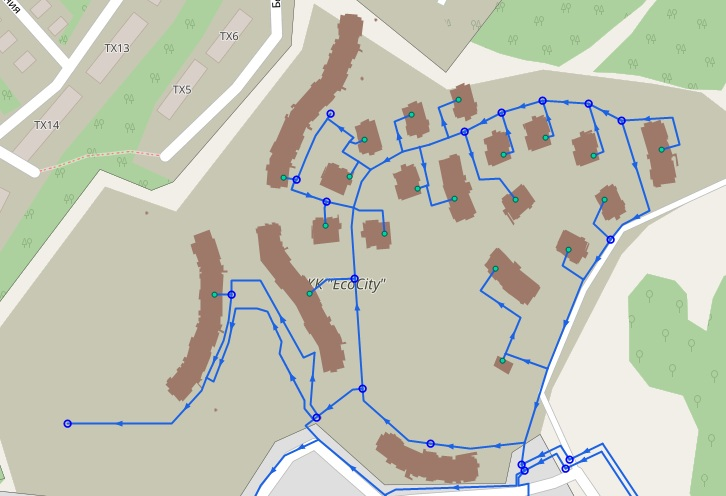 TX6
TX13
TX5
TX14
ЖК "EcoCity"